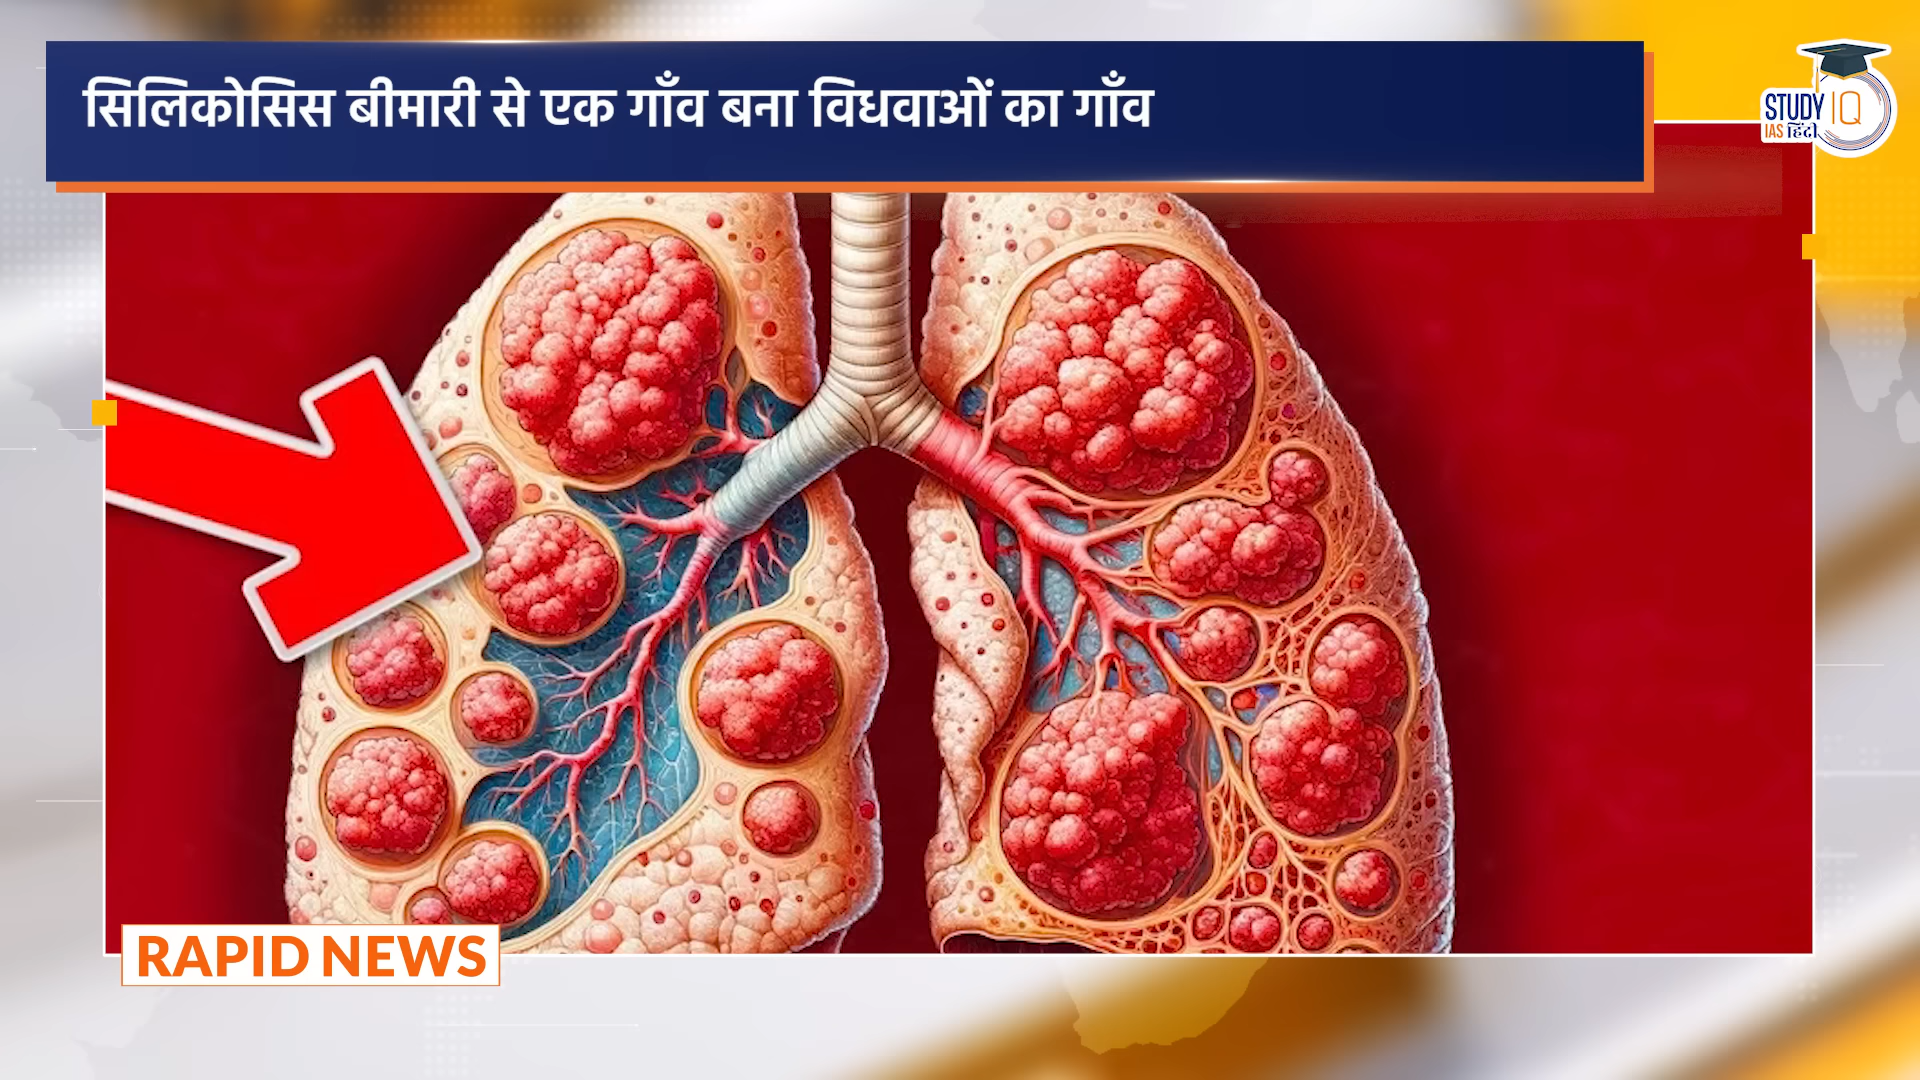 सिलिकोसिस बीमारी से एक गाँव बना विधवाओं का गाँव
STUDY IQ
IAS हिंदी
RAPID NEWS